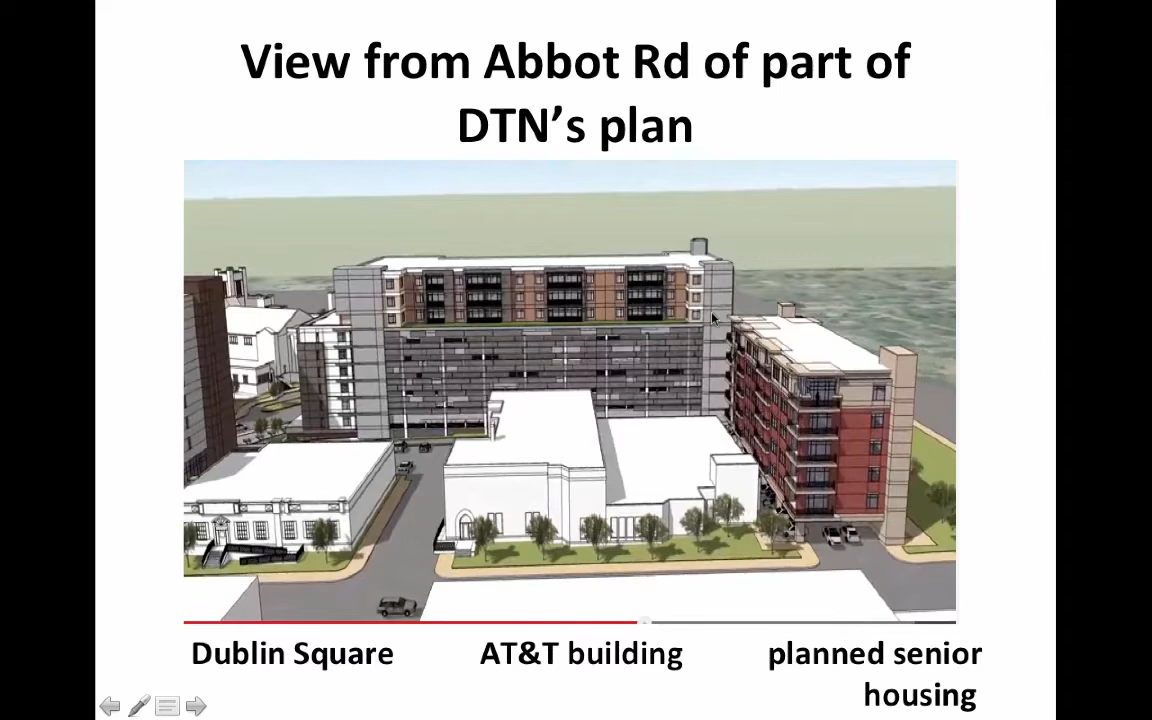 View from Abbot Rd of part of
DTN’s plan
Dublin Square AT&T building planned senior
housing